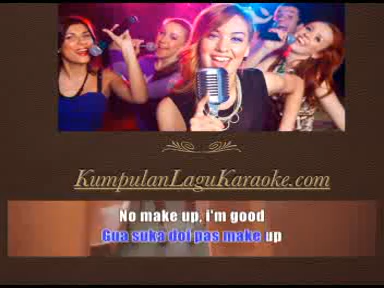 KumpulanLaguKaraoke.com
No make up, i'm good
Gua suka doi pas make up